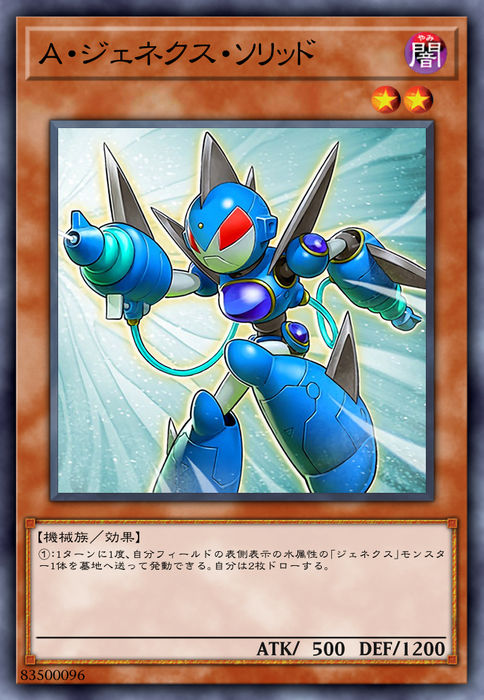 A・ジェネクス・ソリッド
やみ
闇
【機械族／効果】
①：1ターンに1度、自分フィールドの表側表示の水属性の「ジェネクス」モンスタ
ー1体を墓地へ送って発動できる。自分は2枚ドローする。
ATK/ 500 DEF/1200
83500096